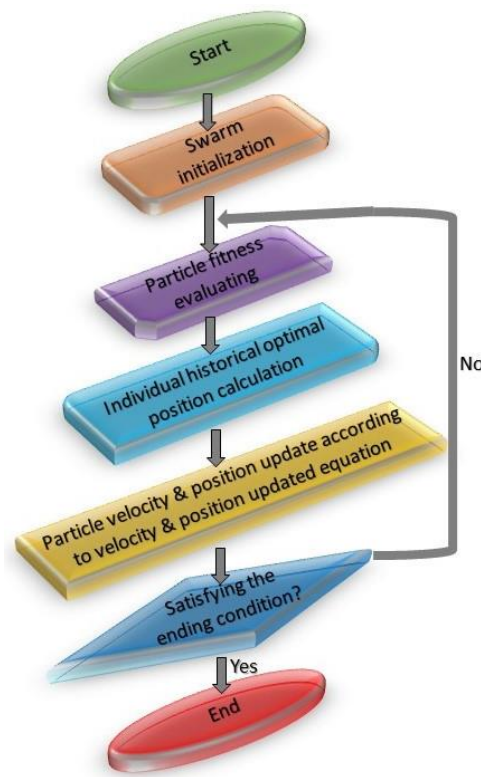 Start
Swarm
initialization
Particle fitness
evaluating
Individual historical optimal
position calculation
No
Particle velocity & position update according
to velocity & position updated equation
Satisfying the
ending condition?
Yes
End